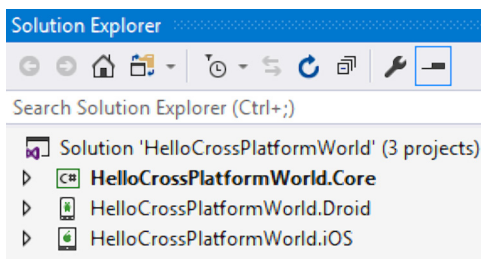 Solution Explorer
Search Solution Explorer (Ctrl+;)
Solution 'HelloCrossPlatformWorld' (3 projects)
C# HelloCrossPlatformWorld.Core
HelloCrossPlatformWorld.Droid
HelloCrossPlatformWorld.iOS